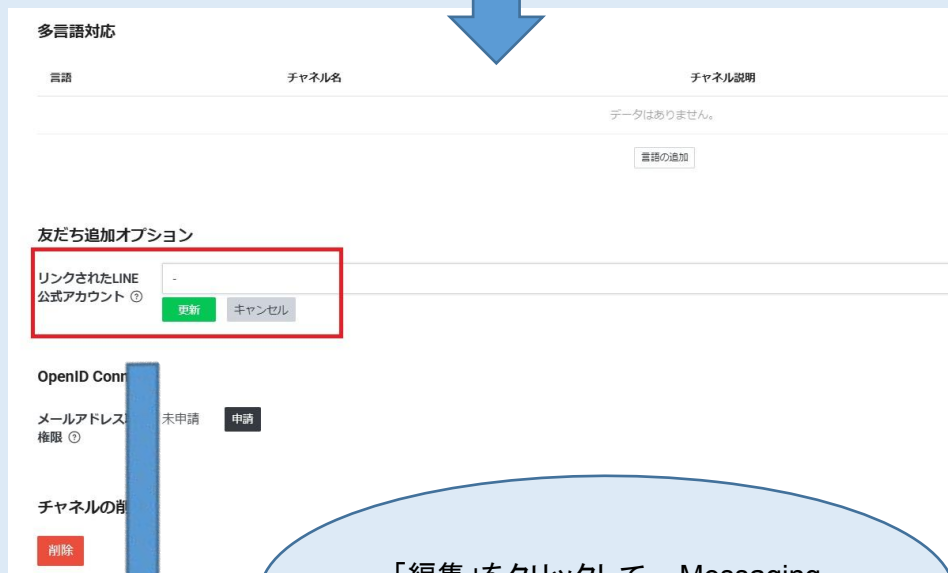 多言語対応
言語 チャネル名 チャネル説明
データはありません。
言語の追加
友だち追加オプション
リンクされたLINE
公式アカウント ?
-
更新 キャンセル
OpenID Conn
メールアドレス 未申請 申請
権限 ?
チャネルの削
削除
「編集」をクリックして、Messaging